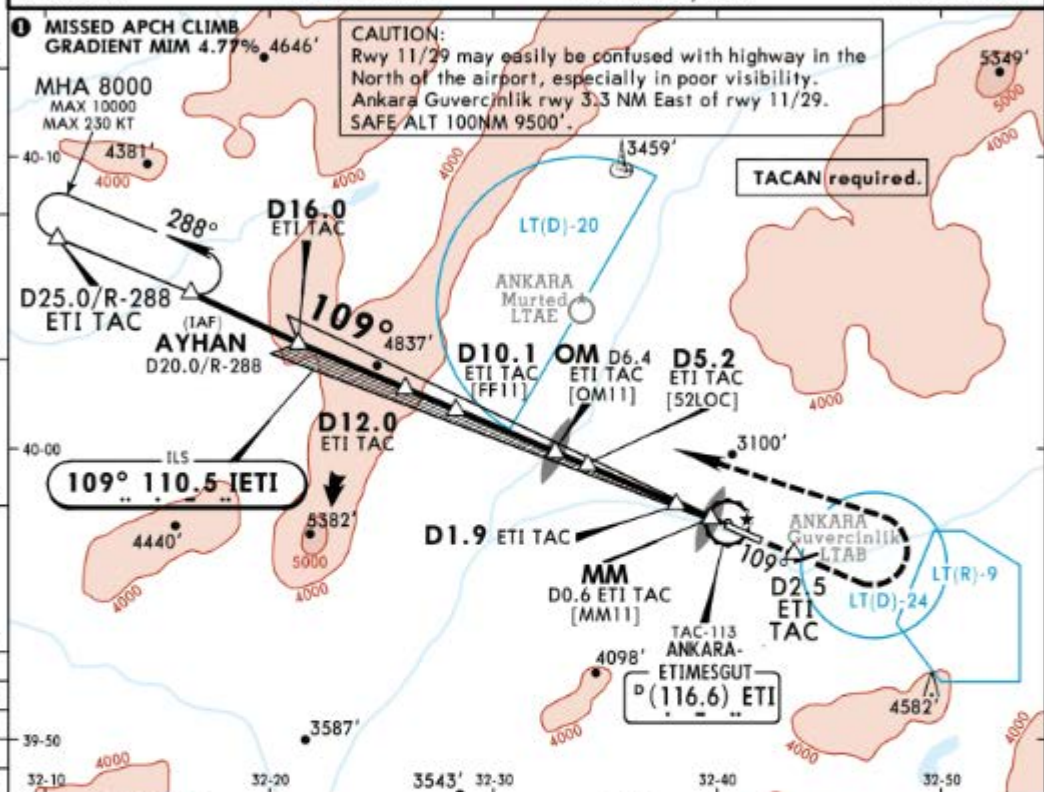 1 MISSED APCH CLIMB
GRADIENT MIM 4.77%
4646'
CAUTION:
Rwy 11/29 may easily be confused with highway in the
North of the airport, especially in poor visibility.
Ankara Guvercinlik rwy 3.3 NM East of rwy 11/29.
SAFE ALT 100NM 9500'.
5349'
5000
4000
MHA 8000
MAX 10000
MAX 230 KT
4381'
4000
4000
4000
3459'
40-10
TACAN required.
LT(D)-20
D16.0
ETI TAC
288°
ANKARA
Murted
LTAE
D25.0/R-288
ETI TAC
(IAF)
AYHAN
D20.0/R-288
109°
4837'
D10.1
ETI TAC
[FF11]
OM D6.4
ETI TAC
[OM11]
D5.2
ETI TAC
[52LOC]
4000
D12.0
ETI TAC
40-00
3100'
ILS
109° 110.5 IETI
5382'
5000
4000
4440'
4000
D1.9 ETI TAC
ANKARA
Guvercinlik
LTAB
109°
D2.5
ETI
TAC
LT(D)-24
LT(R)-9
MM
D0.6 ETI TAC
[MM11]
TAC-113
ANKARA-
ETIMESGUT
D (116.6) ETI
4098'
4000
4582'
4000
4000
3587'
39-50
4000
32-10
32-20
3543'
32-30
32-40
32-50